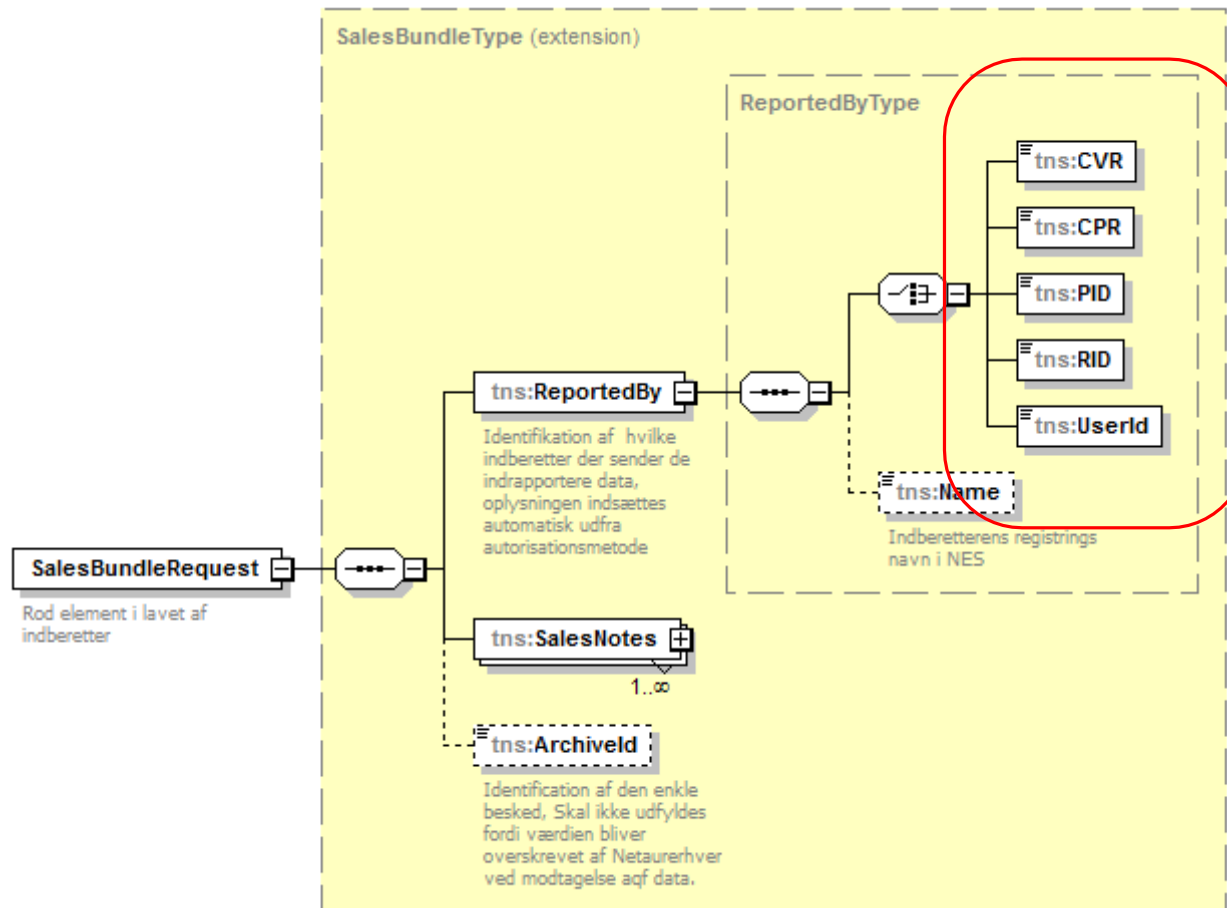 SalesBundleType (extension)
ReportedByType
tns:CVR
tns:CPR
tns:PID
tns:RID
tns:UserId
tns:ReportedBy
Identifikation af hvilke
indberetter der sender de
indrapportere data,
oplysningen indsættes
automatisk udfra
autorisationsmetode
tns:Name
Indberetterens registrings
navn i NES
SalesBundleRequest
Rod element i lavet af
indberetter
tns:SalesNotes
1..∞
tns:ArchiveId
Identification af den enkle
besked, Skal ikke udfyldes
fordi værdien bliver
overskrevet af Netaurerhver
ved modtagelse aqf data.